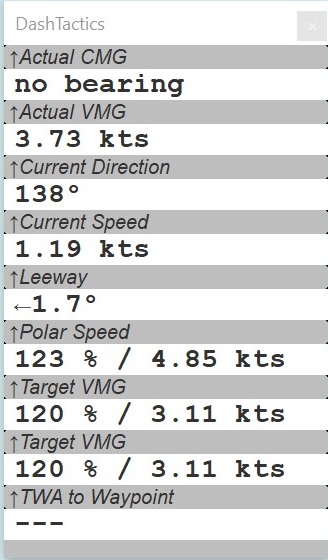 DashTactics ×
↑Actual CMG
no bearing
↑Actual VMG
3.73 kts
↑Current Direction
138°
↑Current Speed
1.19 kts
↑Leeway
←1.7°
↑Polar Speed
123 % / 4.85 kts
↑Target VMG
120 % / 3.11 kts
↑Target VMG
120 % / 3.11 kts
↑TWA to Waypoint
---